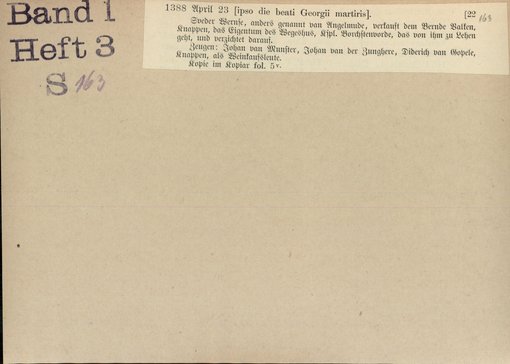 Band 1
Heft 3
S 163
1388 April 23 [ipso die beati Georgii martiris]. [22 163
Sveder Wernse, anders genannt van Angelmude, verkauft dem Bernde Valken,
Knappen, das Eigentum des Wegeshus, Kspl. Borchstenvorde, das von ihm zu Lehen
geht, und verzichtet darauf.
Zeugen: Johan van Munster, Johan van der Zunghere, Diderich van Gopele,
Knappen, als Weinkaufsleute.
Kopie im Kopiar fol. 5v.